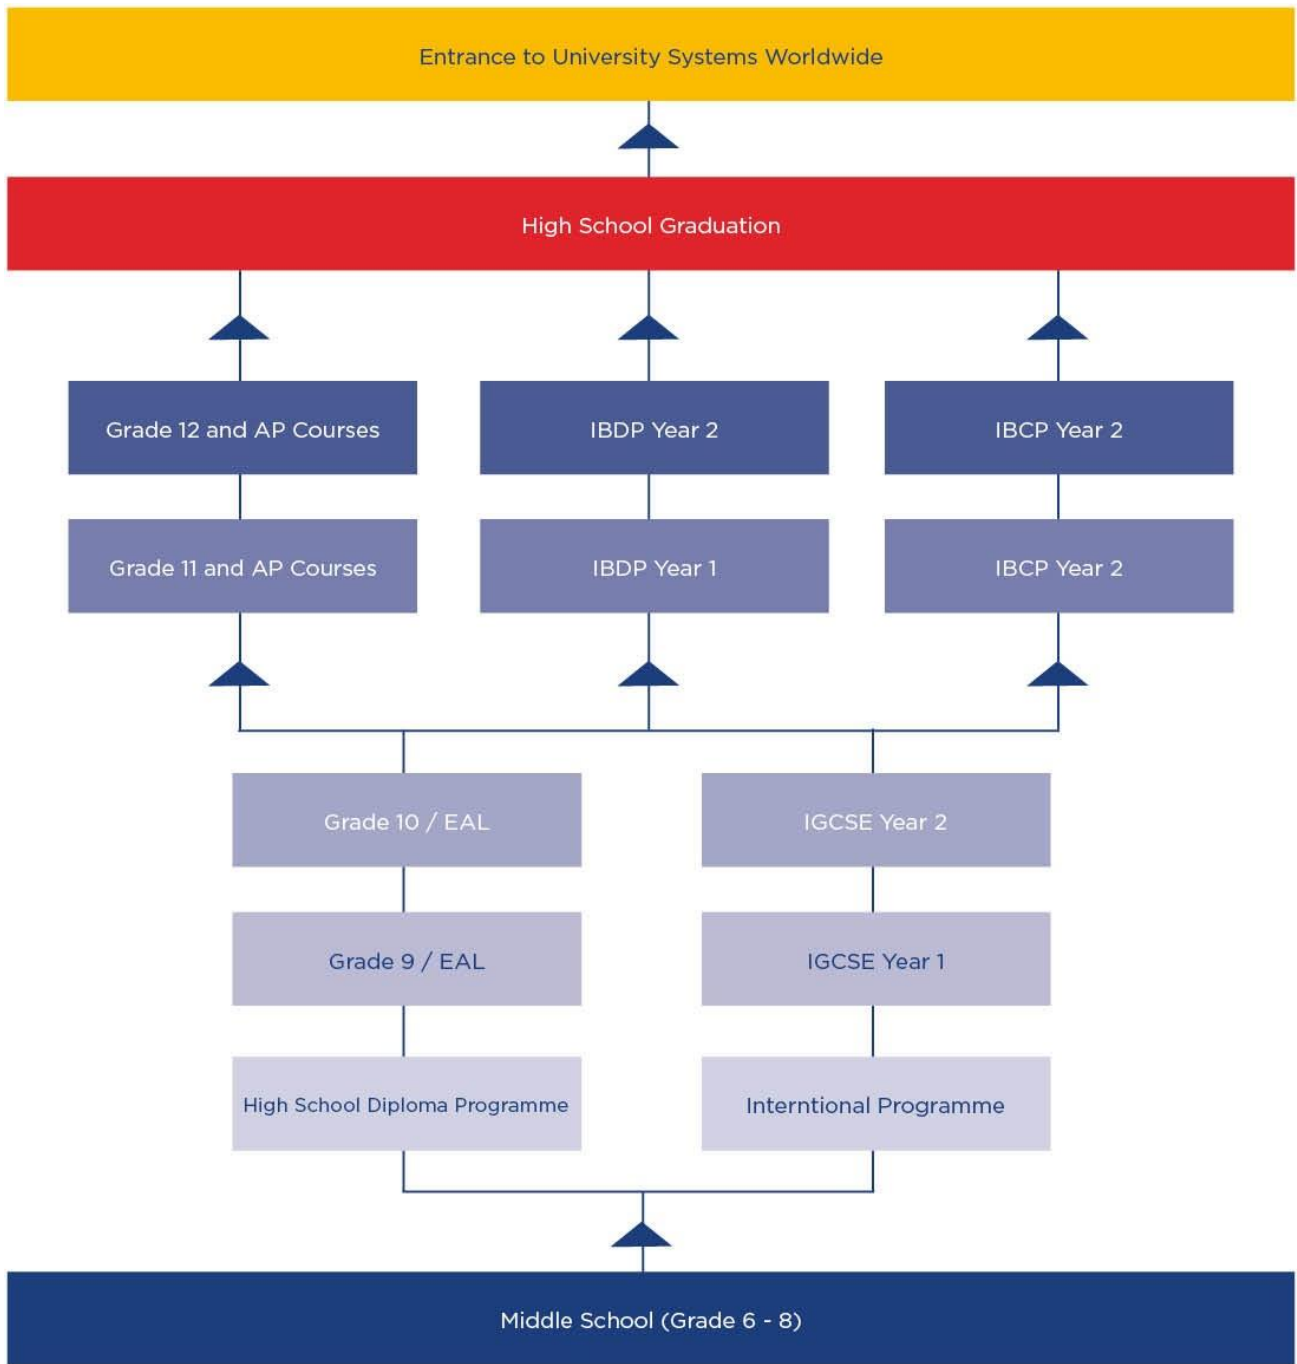 Entrance to University Systems Worldwide
High School Graduation
Grade 12 and AP Courses
IBDP Year 2
IBCP Year 2
Grade 11 and AP Courses
IBDP Year 1
IBCP Year 2
Grade 10 / EAL
IGCSE Year 2
Grade 9 / EAL
IGCSE Year 1
High School Diploma Programme
Interntional Programme
Middle School (Grade 6 - 8)